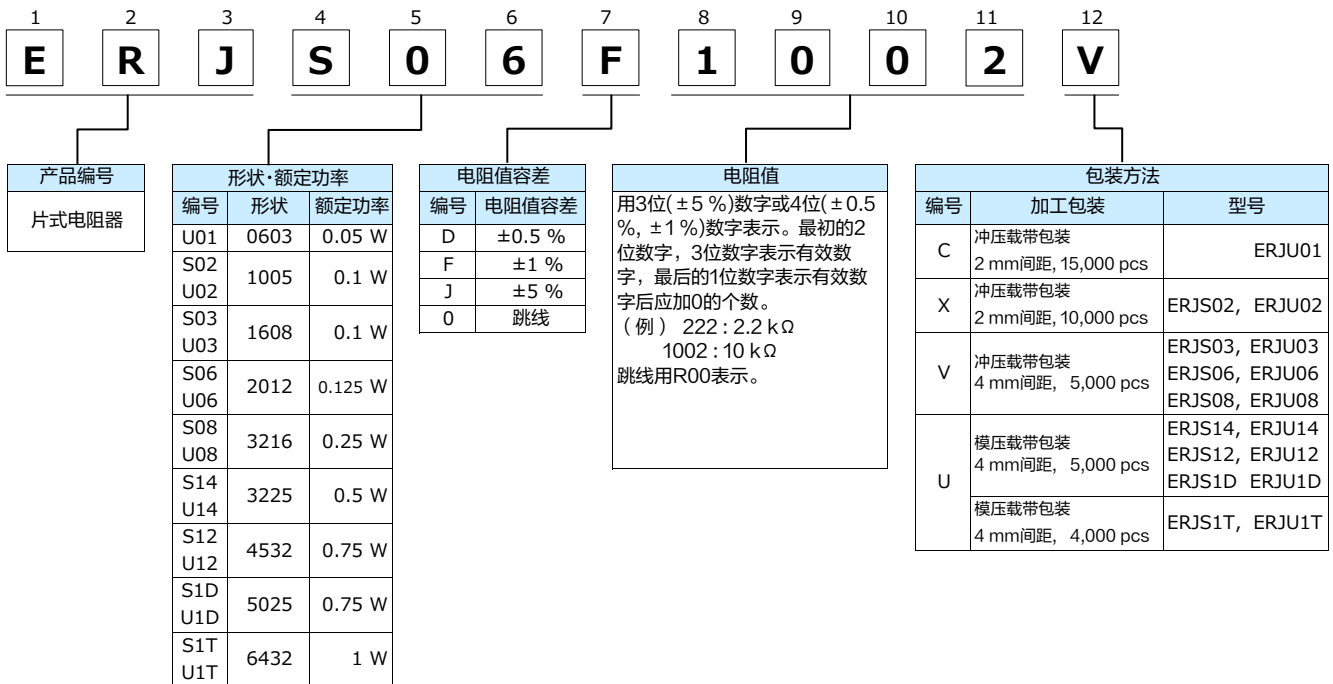 1 2 3 4 5 6 7 8 9 10 11 12
E R J S 0 6 F 1 0 0 2 V
产品编号
片式电阻器
形状·额定功率
编号 形状 额定功率
U01 0603 0.05 W
S02
U02
1005 0.1 W
S03
U03
1608 0.1 W
S06
U06
2012 0.125 W
S08
U08
3216 0.25 W
S14
U14
3225 0.5 W
S12
U12
4532 0.75 W
S1D
U1D
5025 0.75 W
S1T
U1T
6432 1 W
电阻值容差
编号 电阻值容差
D ±0.5 %
F ±1 %
J ±5 %
0 跳线
电阻值
用3位(±5 %)数字或4位(±0.5
%, ±1 %)数字表示。最初的2
位数字，3位数字表示有效数
字，最后的1位数字表示有效数
字后应加0的个数。
（例） 222 : 2.2 kΩ
1002 : 10 kΩ
跳线用R00表示。
包装方法
编号 加工包装 型号
C
冲压载带包装
2 mm间距, 15,000 pcs
ERJU01
X
冲压载带包装
2 mm间距, 10,000 pcs
ERJS02, ERJU02
V
冲压载带包装
4 mm间距, 5,000 pcs
ERJS03, ERJU03
ERJS06, ERJU06
ERJS08, ERJU08
U
模压载带包装
4 mm间距, 5,000 pcs
ERJS14, ERJU14
ERJS12, ERJU12
ERJS1D ERJU1D
模压载带包装
4 mm间距, 4,000 pcs
ERJS1T, ERJU1T